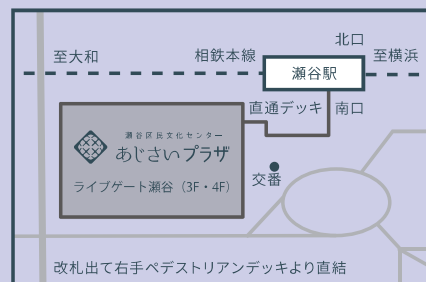 北口
至大和
相鉄本線
至横浜
瀬谷駅
直通デッキ
南口
瀬谷区民文化センター
あじさいプラザ
ライブゲート瀬谷（3F・4F）
交番
改札出て右手ペデストリアンデッキより直結